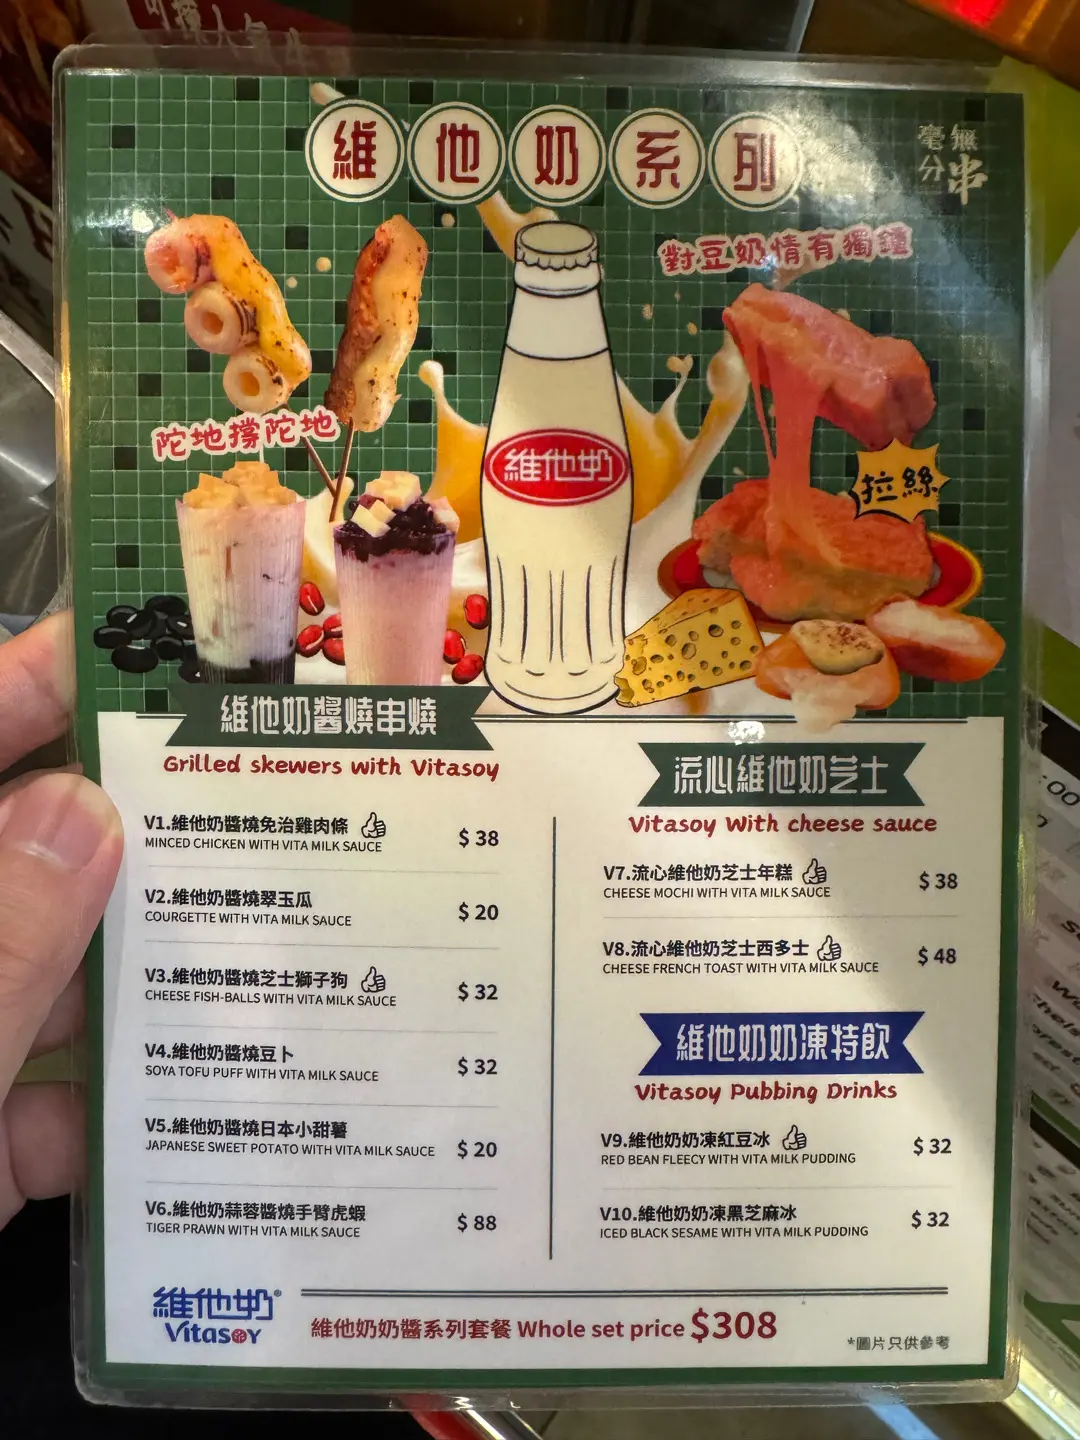 維他奶系列
毫無
分串
對豆奶情有獨鍾
陀地撐陀地
維他奶
拉絲
維他奶醬燒串燒
Grilled skewers with Vitasoy
V1.維他奶醬燒免治雞肉條
$ 38
MINCED CHICKEN WITH VITA MILK SAUCE
V2.維他奶醬燒翠玉瓜
$ 20
COURGETTE WITH VITA MILK SAUCE
V3.維他奶醬燒芝士獅子狗
$ 32
CHEESE FISH-BALLS WITH VITA MILK SAUCE
V4.維他奶醬燒豆卜
$ 32
SOYA TOFU PUFF WITH VITA MILK SAUCE
V5.維他奶醬燒日本小甜薯
$ 20
JAPANESE SWEET POTATO WITH VITA MILK SAUCE
V6.維他奶蒜蓉醬燒手臂虎蝦
$ 88
TIGER PRAWN WITH VITA MILK SAUCE
流心維他奶芝士
Vitasoy With cheese sauce
V7.流心維他奶芝士年糕
$ 38
CHEESE MOCHI WITH VITA MILK SAUCE
V8.流心維他奶芝士西多士
$ 48
CHEESE FRENCH TOAST WITH VITA MILK SAUCE
維他奶奶凍特飲
Vitasoy Pubbing Drinks
V9.維他奶奶凍紅豆冰
$ 32
RED BEAN FLEECY WITH VITA MILK PUDDING
V10.維他奶奶凍黑芝麻冰
$ 32
ICED BLACK SESAME WITH VITA MILK PUDDING
維他奶®
Vitasoy
維他奶奶醬系列套餐 Whole set price $308
*圖片只供參考